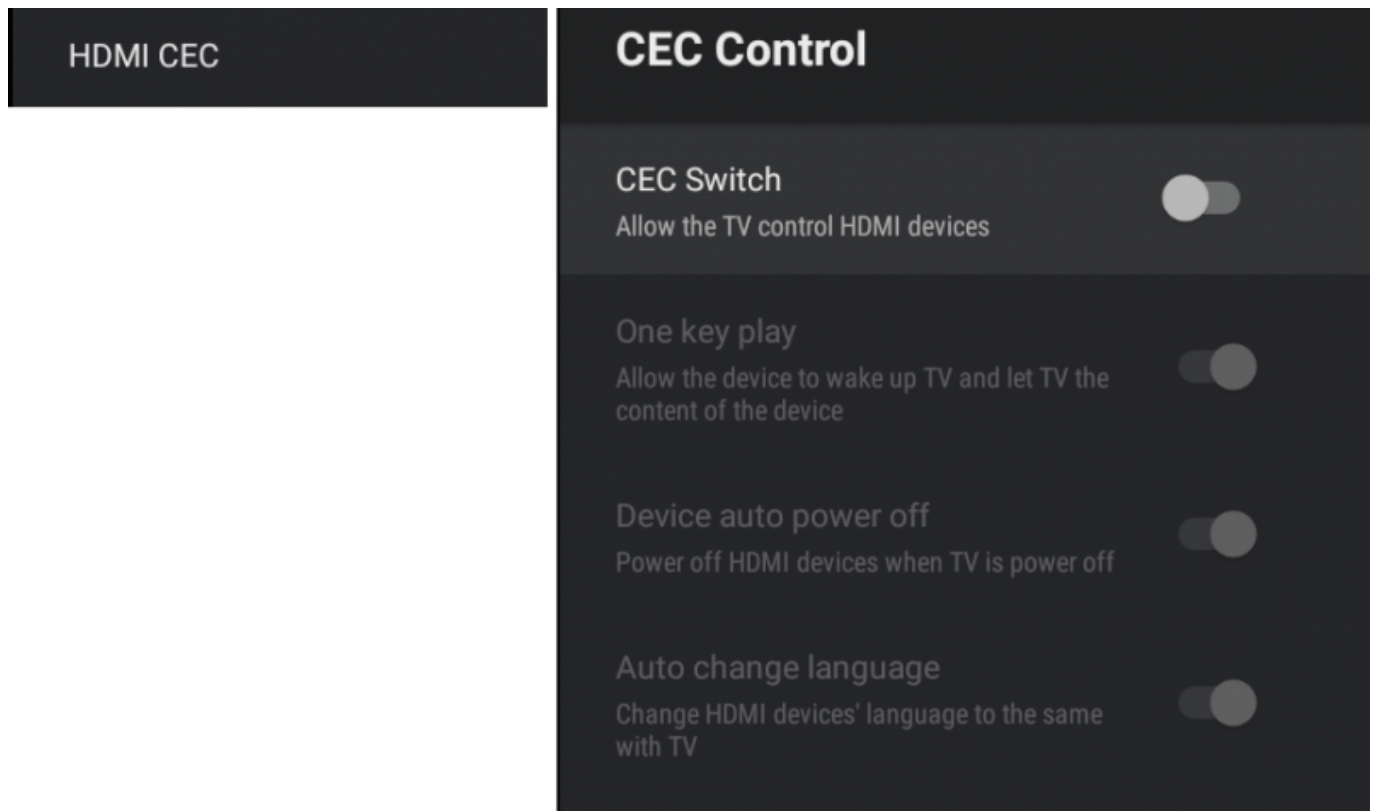 HDMI CEC
CEC Control
CEC Switch
Allow the TV control HDMI devices
One key play
Allow the device to wake up TV and let TV the
content of the device
Device auto power off
Power off HDMI devices when TV is power off
Auto change language
Change HDMI devices' language to the same
with TV